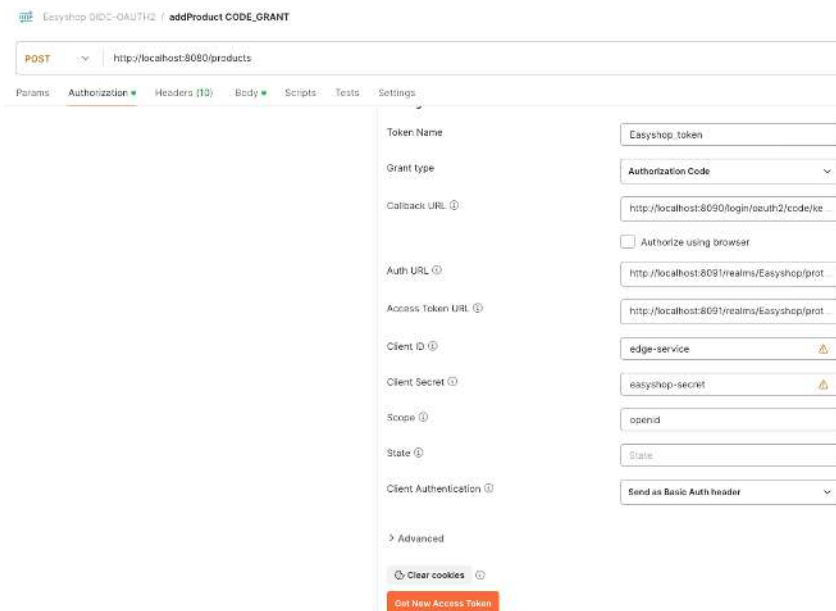 Easyshop OIDC-OAUTH2 / addProduct CODE_GRANT
POST http://localhost:8080/products
Params Authorization Headers (10) Body Scripts Tests Settings
Token Name Easyshop_token
Grant type Authorization Code
Callback URL http://localhost:8090/login/oauth2/code/ke...
Authorize using browser
Auth URL http://localhost:8091/realms/Easyshop/prot...
Access Token URL http://localhost:8091/realms/Easyshop/prot...
Client ID edge-service
Client Secret easyshop-secret
Scope openid
State State
Client Authentication Send as Basic Auth header
> Advanced
Clear cookies
Get New Access Token